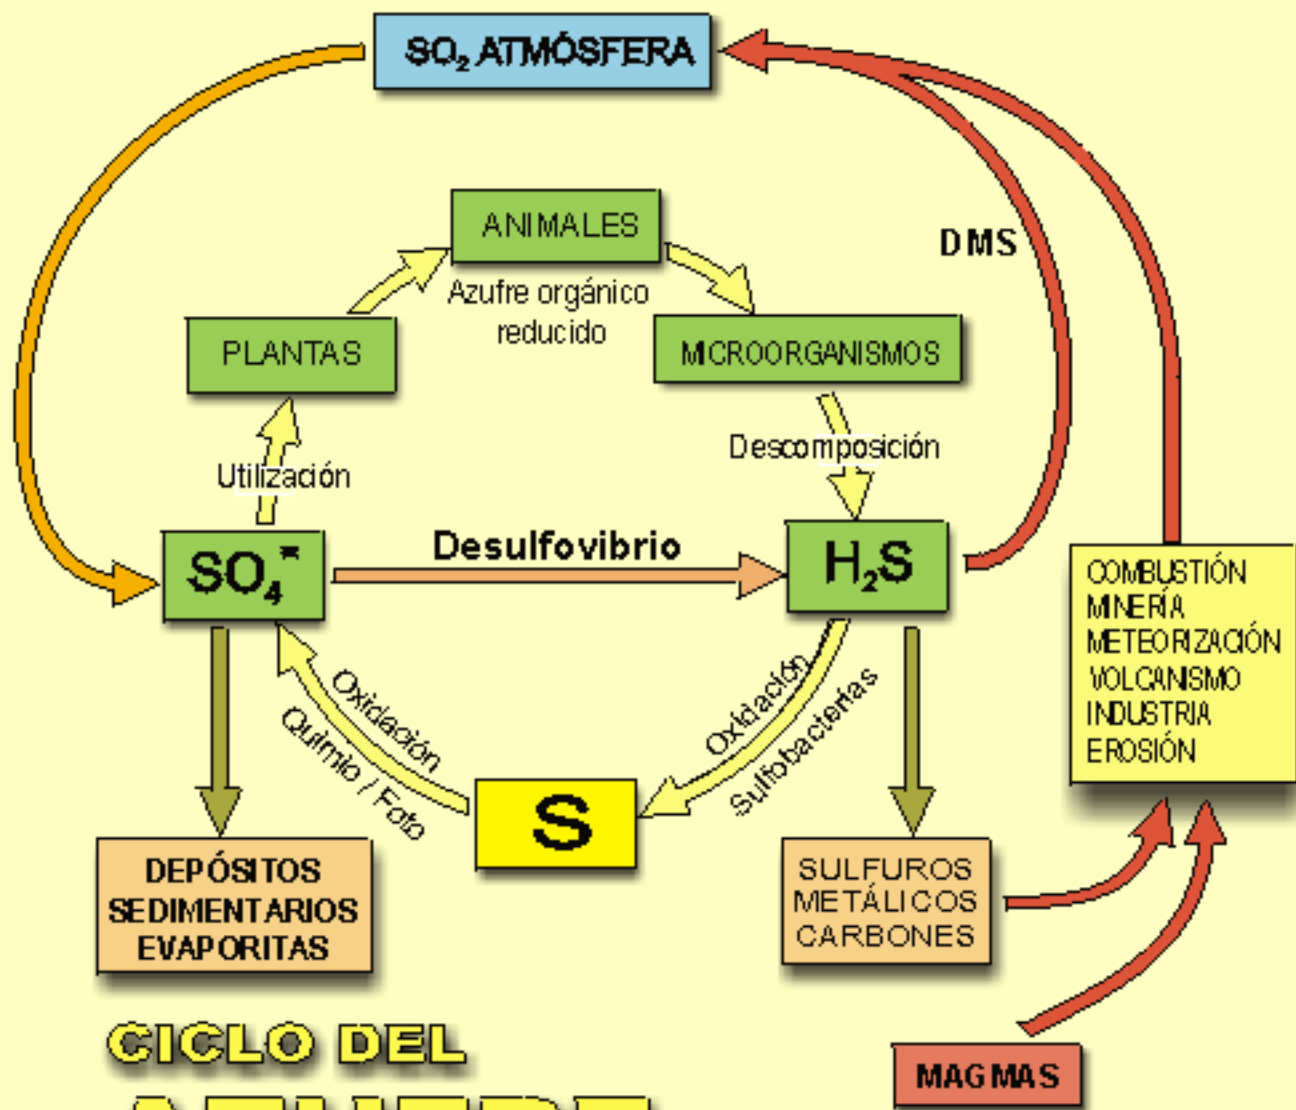 SO₂ ATMÓSFERA
ANIMALES
Azufre orgánico
reducido
DMS
PLANTAS
MICROORGANISMOS
Utilización
Descomposición
SO₄⁼
Desulfovibrio
H₂S
COMBUSTIÓN
MINERÍA
METEORIZACIÓN
VOLCANISMO
INDUSTRIA
EROSIÓN
Oxidación
Quimio / Foto
Oxidación
Sulfobacterias
S
DEPÓSITOS
SEDIMENTARIOS
EVAPORITAS
SULFUROS
METÁLICOS
CARBONES
CICLO DEL
AZUFRE
MAGMAS